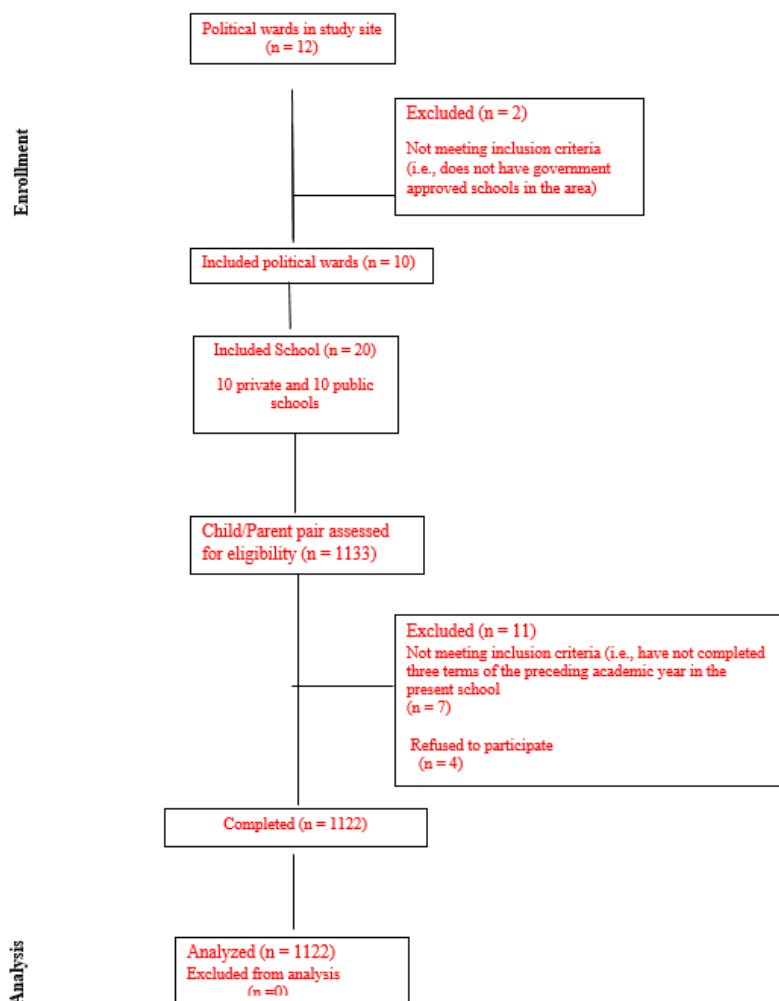 Political wards in study site
(n = 12)
Enrollment
Excluded (n = 2)
Not meeting inclusion criteria
(i.e., does not have government
approved schools in the area)
Included political wards (n = 10)
Included School (n = 20)
10 private and 10 public
schools
Child/Parent pair assessed
for eligibility (n = 1133)
Excluded (n = 11)
Not meeting inclusion criteria (i.e., have not completed
three terms of the preceding academic year in the
present school
(n = 7)
Refused to participate
(n = 4)
Completed (n = 1122)
Analysis
Analyzed (n = 1122)
Excluded from analysis
(n =0)